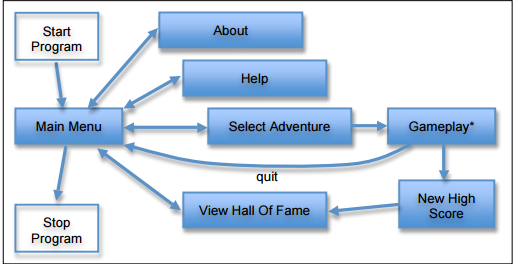 Start
Program
About
Help
Main Menu
Select Adventure
Gameplay*
quit
Stop
Program
View Hall Of Fame
New High
Score